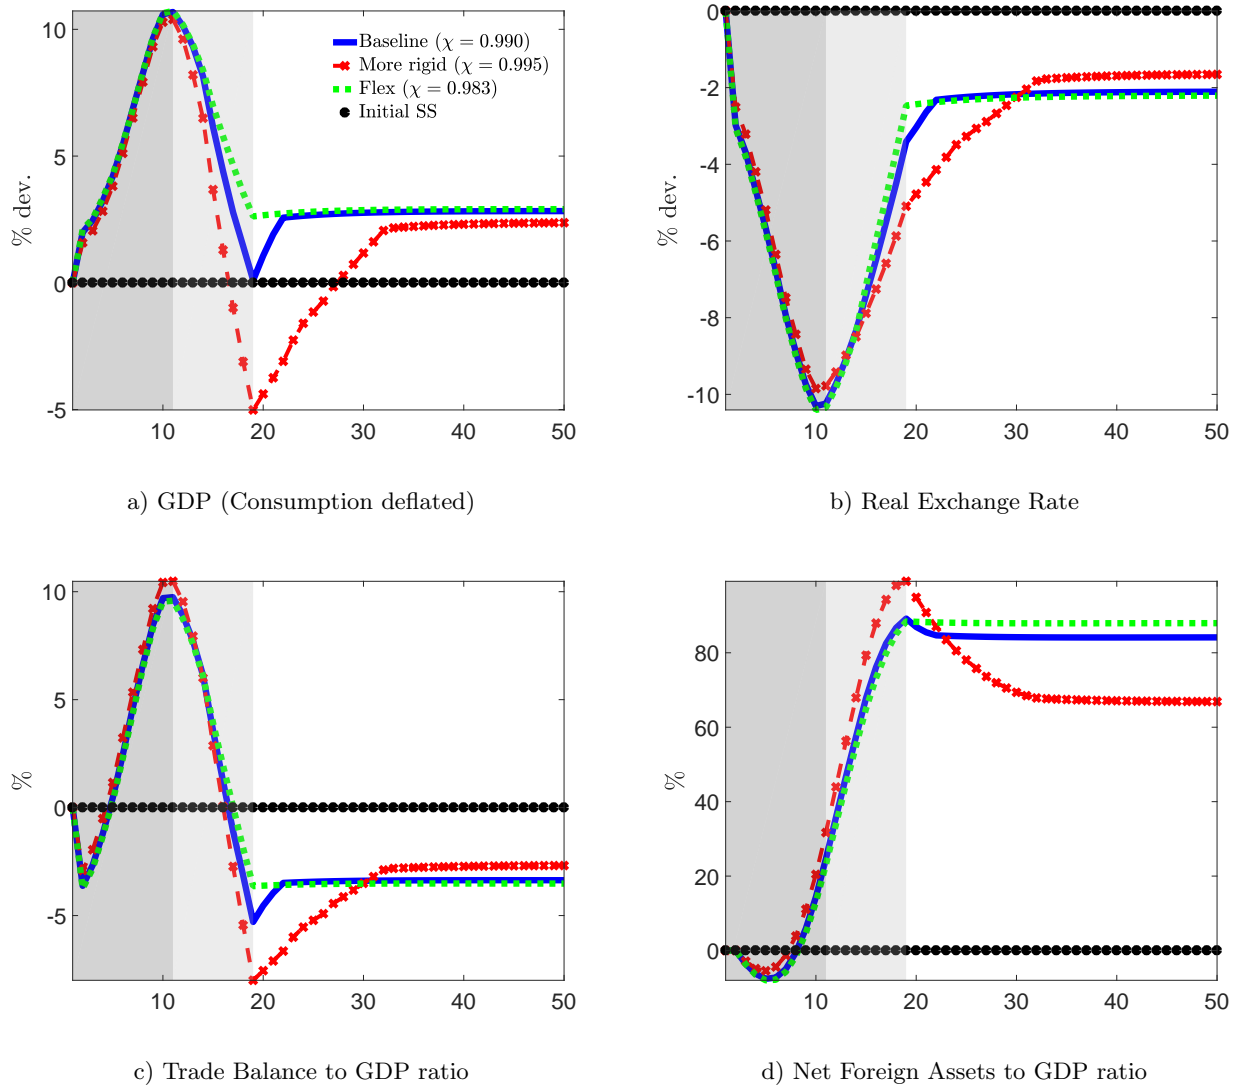 10
5
0
-5
% dev.
Baseline (χ = 0.990)
More rigid (χ = 0.995)
Flex (χ = 0.983)
Initial SS
10 20 30 40 50
a) GDP (Consumption deflated)
0
-2
-4
-6
-8
-10
% dev.
10 20 30 40 50
b) Real Exchange Rate
10
5
0
-5
%
10 20 30 40 50
c) Trade Balance to GDP ratio
80
60
40
20
0
%
10 20 30 40 50
d) Net Foreign Assets to GDP ratio